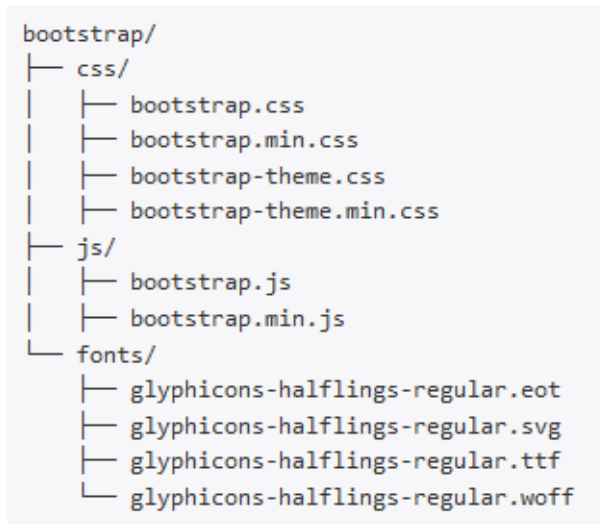 bootstrap/
├── css/
│   ├── bootstrap.css
│   ├── bootstrap.min.css
│   ├── bootstrap-theme.css
│   ├── bootstrap-theme.min.css
├── js/
│   ├── bootstrap.js
│   ├── bootstrap.min.js
└── fonts/
    ├── glyphicons-halflings-regular.eot
    ├── glyphicons-halflings-regular.svg
    ├── glyphicons-halflings-regular.ttf
    └── glyphicons-halflings-regular.woff